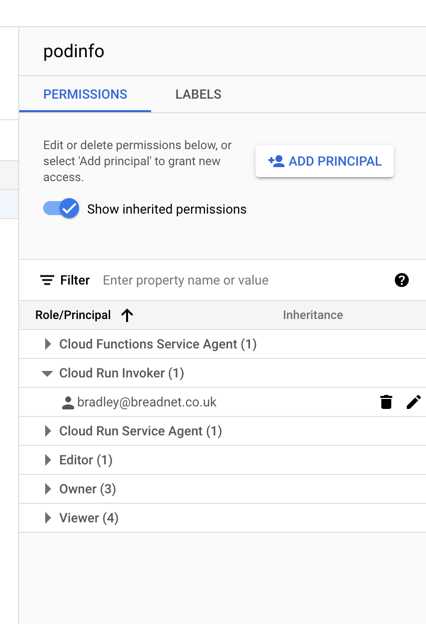 podinfo
PERMISSIONS
LABELS
Edit or delete permissions below, or
select 'Add principal' to grant new
access.
ADD PRINCIPAL
Show inherited permissions
Filter Enter property name or value
Role/Principal Inheritance
Cloud Functions Service Agent (1)
Cloud Run Invoker (1)
bradley@breadnet.co.uk
Cloud Run Service Agent (1)
Editor (1)
Owner (3)
Viewer (4)